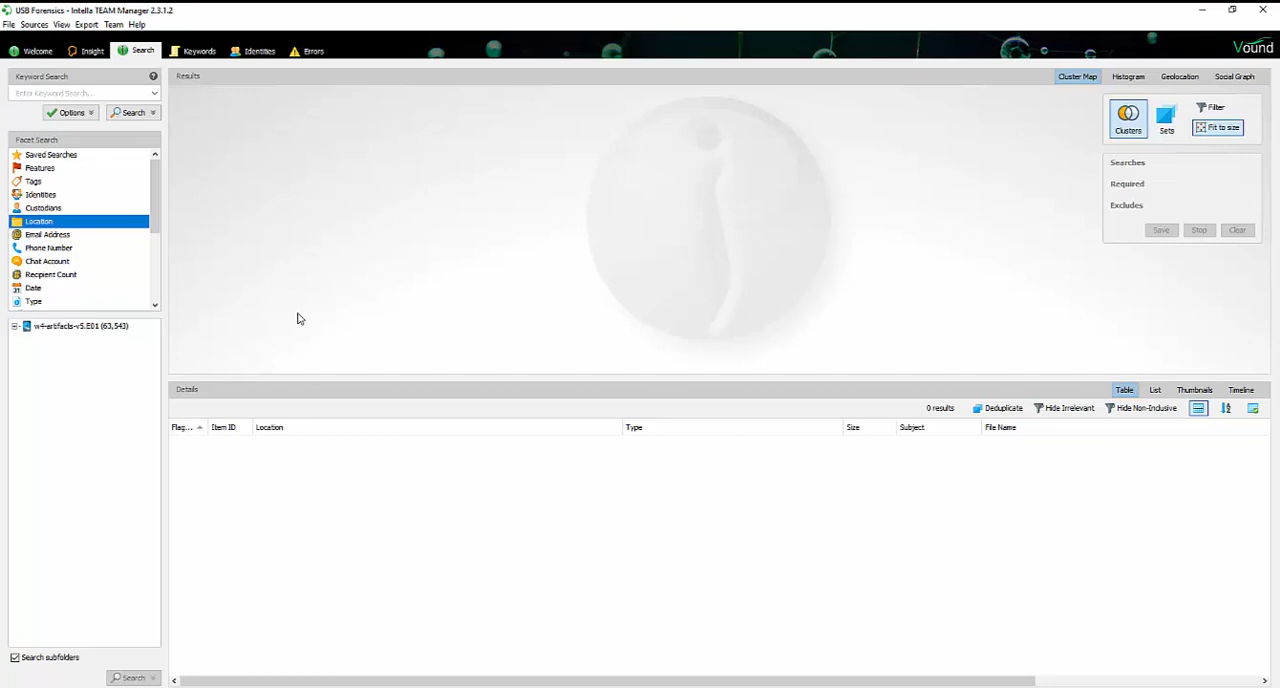 USB Forensics - Intella TEAM Manager 2.3.1.2
File Sources View Export Team Help
Welcome Insight Search Keywords Identities Errors
Vound
Keyword Search
Results
Cluster Map Histogram Geolocation Social Graph
Enter Keyword Search...
Options Search
Clusters Sets Filter
Fit to size
Facet Search
Saved Searches
Features
Tags
Identities
Custodians
Location
Email Address
Phone Number
Chat Account
Recipient Count
Date
Type
Searches
Required
Excludes
Save Stop Clear
w4-artifacts-v5.E01 (63,543)
Details
Table List Thumbnails Timeline
0 results Deduplicate Hide Irrelevant Hide Non-Inclusive
Flag... Item ID Location Type Size Subject File Name
Search subfolders
Search